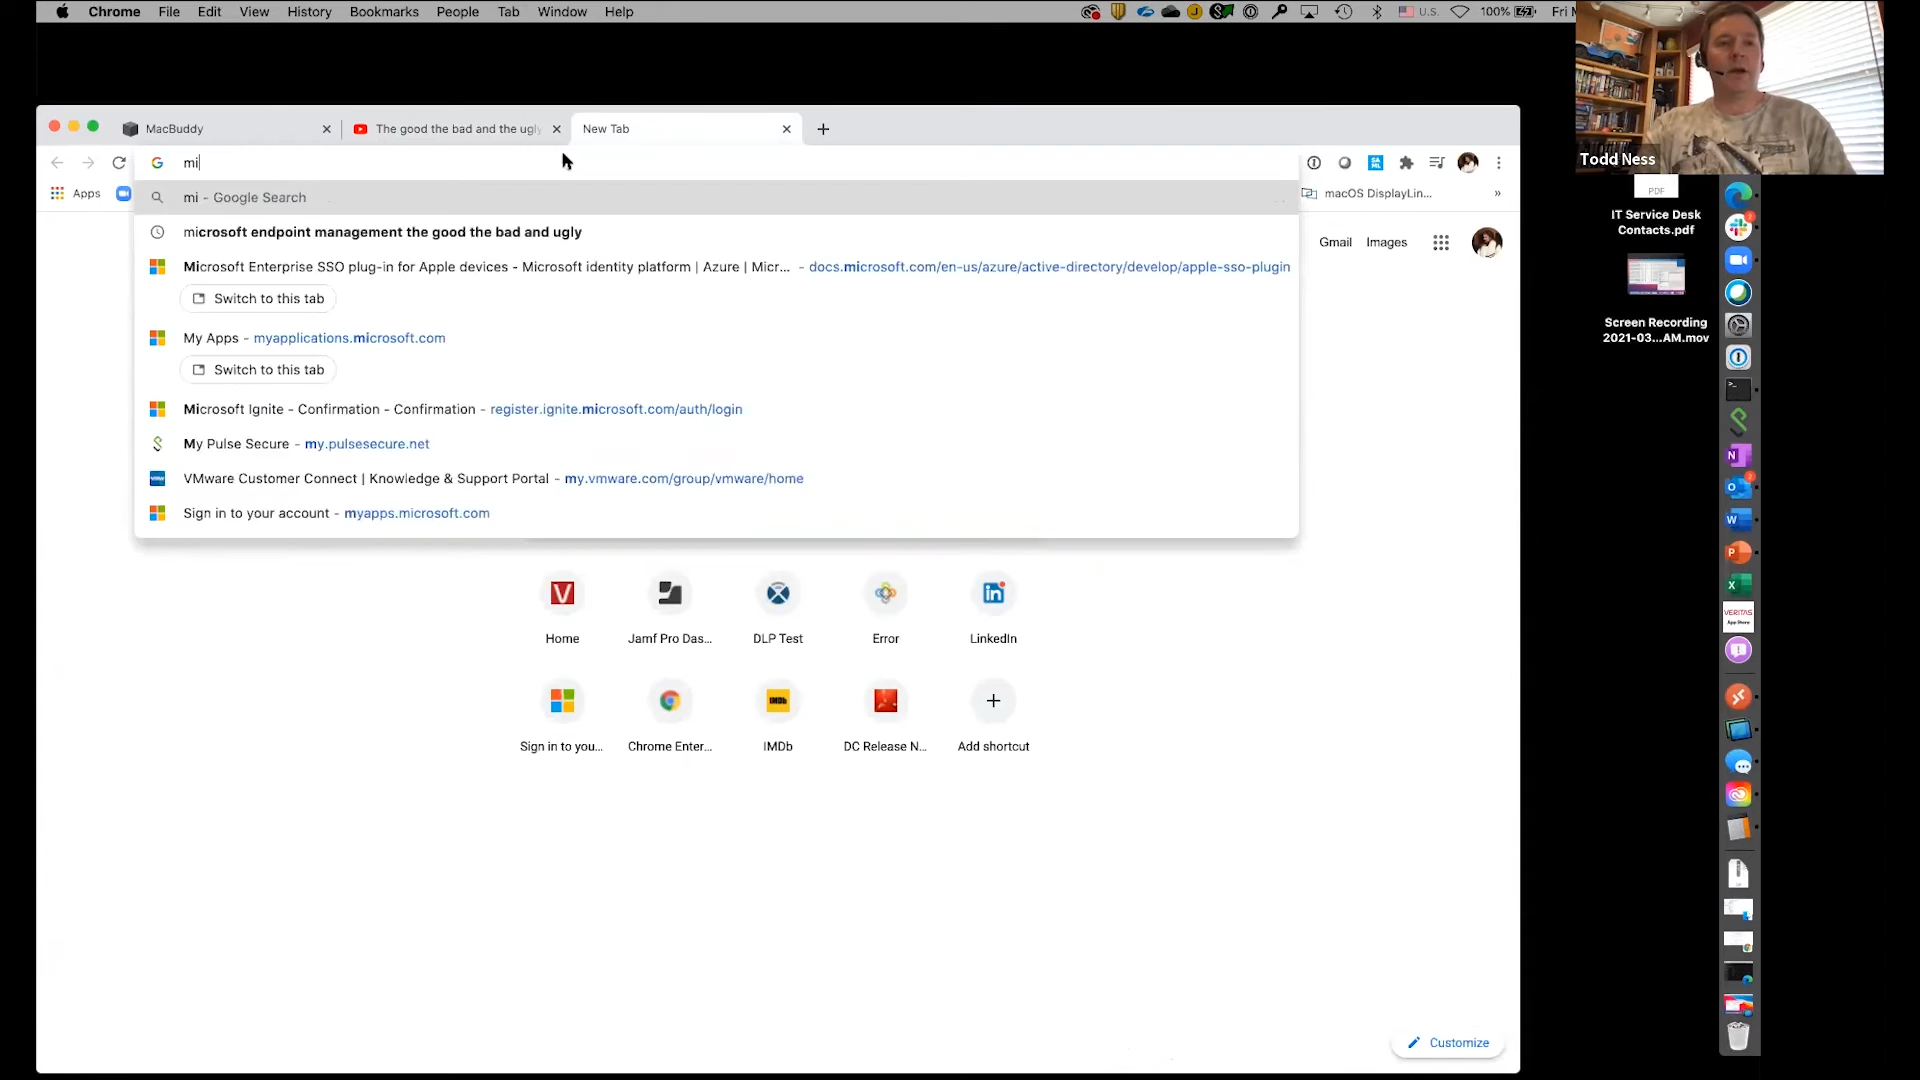 Chrome File Edit View History Bookmarks People Tab Window Help
U.S. 100% Fri M
MacBuddy
The good the bad and the ugly
New Tab
mi
Apps
macOS DisplayLin...
»
mi - Google Search
microsoft endpoint management the good the bad and ugly
Microsoft Enterprise SSO plug-in for Apple devices - Microsoft identity platform | Azure | Micr... - docs.microsoft.com/en-us/azure/active-directory/develop/apple-sso-plugin
Switch to this tab
My Apps - myapplications.microsoft.com
Switch to this tab
Microsoft Ignite - Confirmation - Confirmation - register.ignite.microsoft.com/auth/login
My Pulse Secure - my.pulsesecure.net
VMware Customer Connect | Knowledge & Support Portal - my.vmware.com/group/vmware/home
Sign in to your account - myapps.microsoft.com
Gmail Images
Home
Jamf Pro Das...
DLP Test
Error
LinkedIn
Sign in to you...
Chrome Enter...
IMDb
DC Release N...
Add shortcut
Customize
Todd Ness
PDF
IT Service Desk
Contacts.pdf
Screen Recording
2021-03...AM.mov
VERITAS
App Store